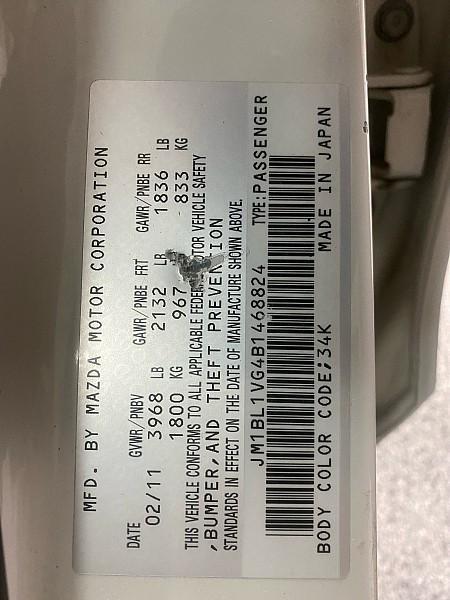 MFD. BY MAZDA MOTOR CORPORATION
DATE GVWR/PNBV GAWR/PNBE FRT GAWR/PNBE RR
02/11 3968 LB 2132 LB 1836 LB
1800 KG 967 833 KG
THIS VEHICLE CONFORMS TO ALL APPLICABLE VEHICLE SAFETY
,BUMPER,AND THEFT PREVENTION
STANDARDS IN EFFECT ON THE DATE OF MANUFACTURE SHOWN ABOVE.
JM1BL1VG4B1468824 TYPE:PASSENGER
BODY COLOR CODE;34K MADE IN JAPAN